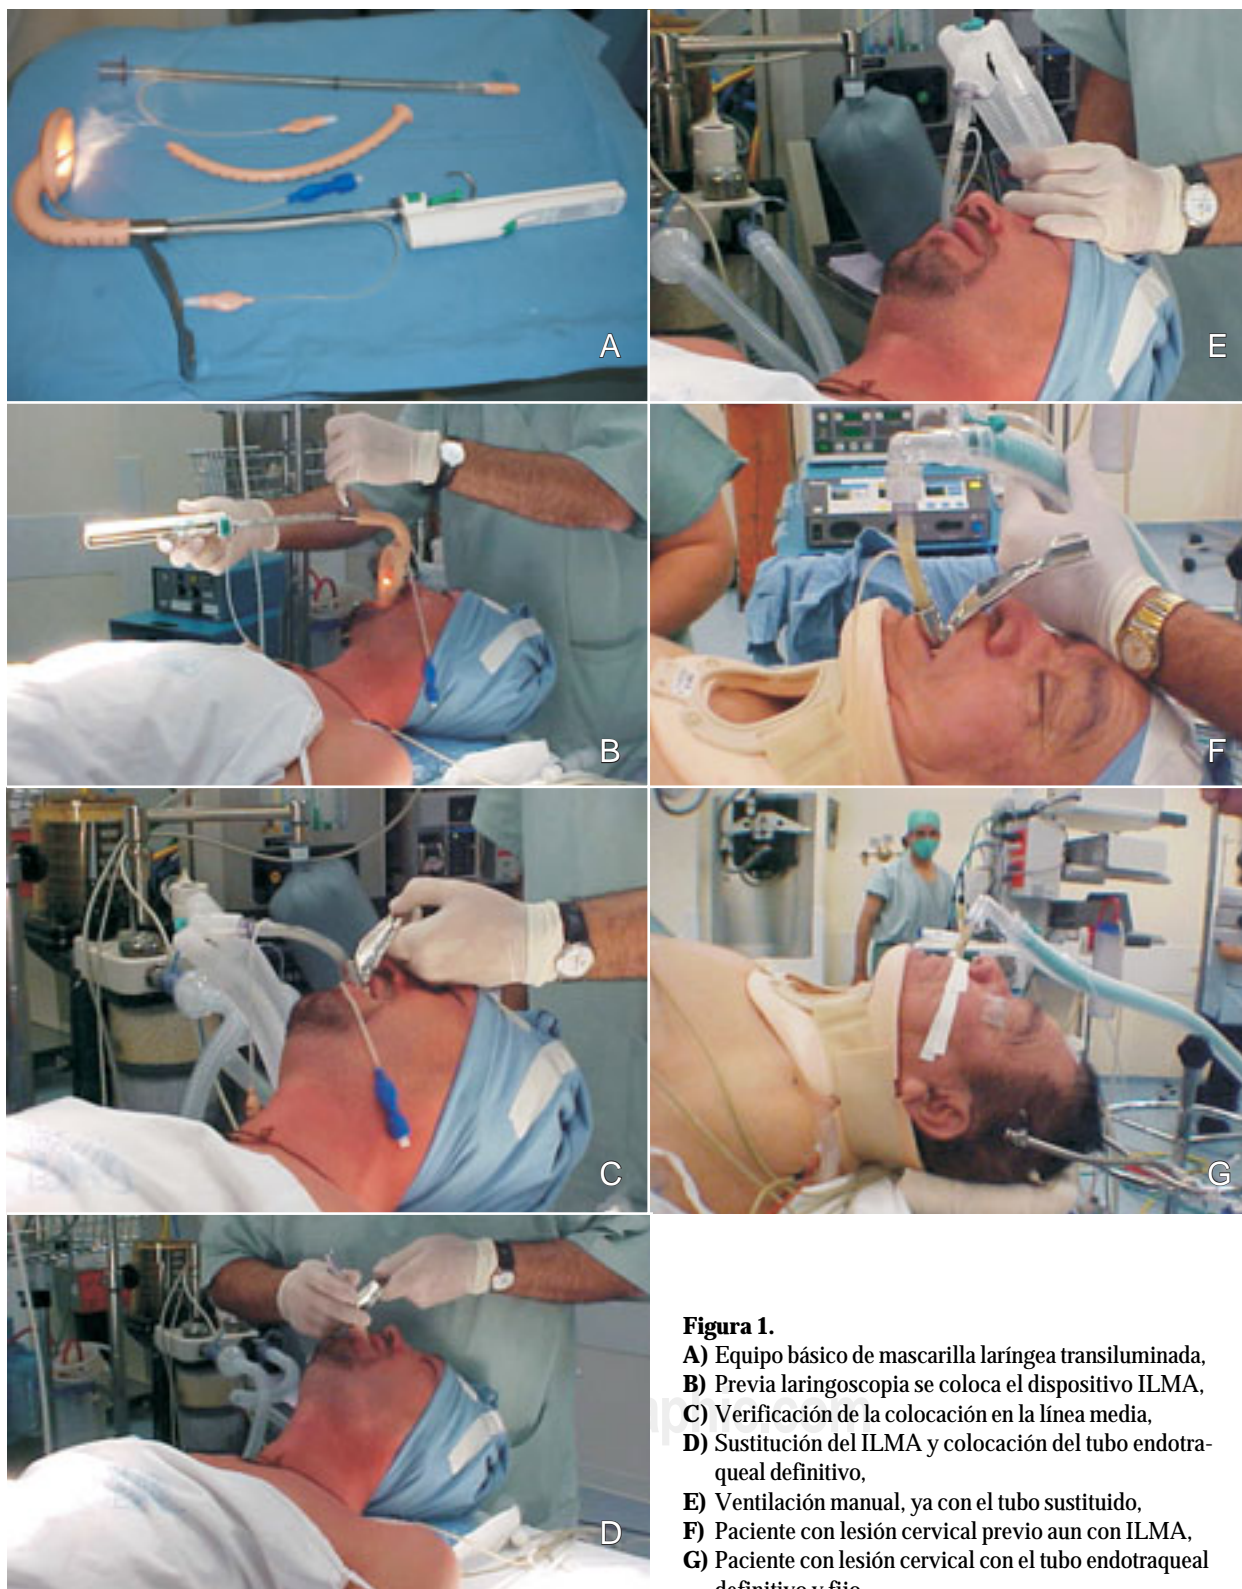 A
E
B
F
C
G
D
Figura 1.
A) Equipo básico de mascarilla laríngea transiluminada,
B) Previa laringoscopia se coloca el dispositivo ILMA,
C) Verificación de la colocación en la línea media,
D) Sustitución del ILMA y colocación del tubo endotra-
queal definitivo,
E) Ventilación manual, ya con el tubo sustituido,
F) Paciente con lesión cervical previo aun con ILMA,
G) Paciente con lesión cervical con el tubo endotraqueal
definitivo y fijo